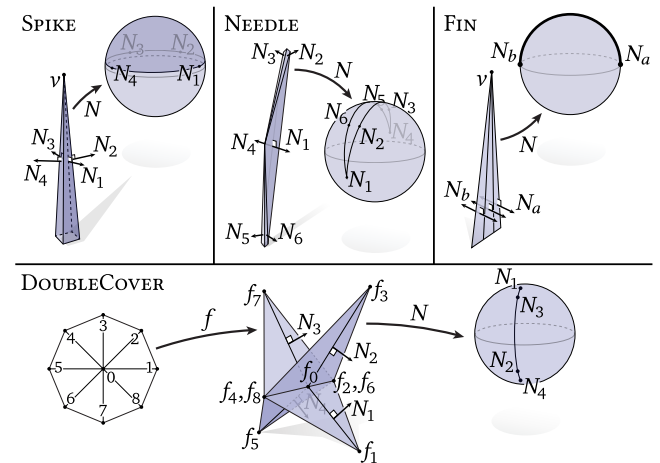 SPIKE
N3
N2
N4
N1
v
N
N3
N2
N4
N1
NEEDLE
N3
N2
N
N5
N3
N6
N4
N2
N4
N1
N1
N5
N6
FIN
Nb
Na
v
N
Nb
Na
DOUBLECOVER
3
4
2
5
1
0
6
8
7
f
f7
f3
N3
N2
f0
f4, f8
f2, f6
N4
N1
f5
f1
N
N1
N3
N2
N4